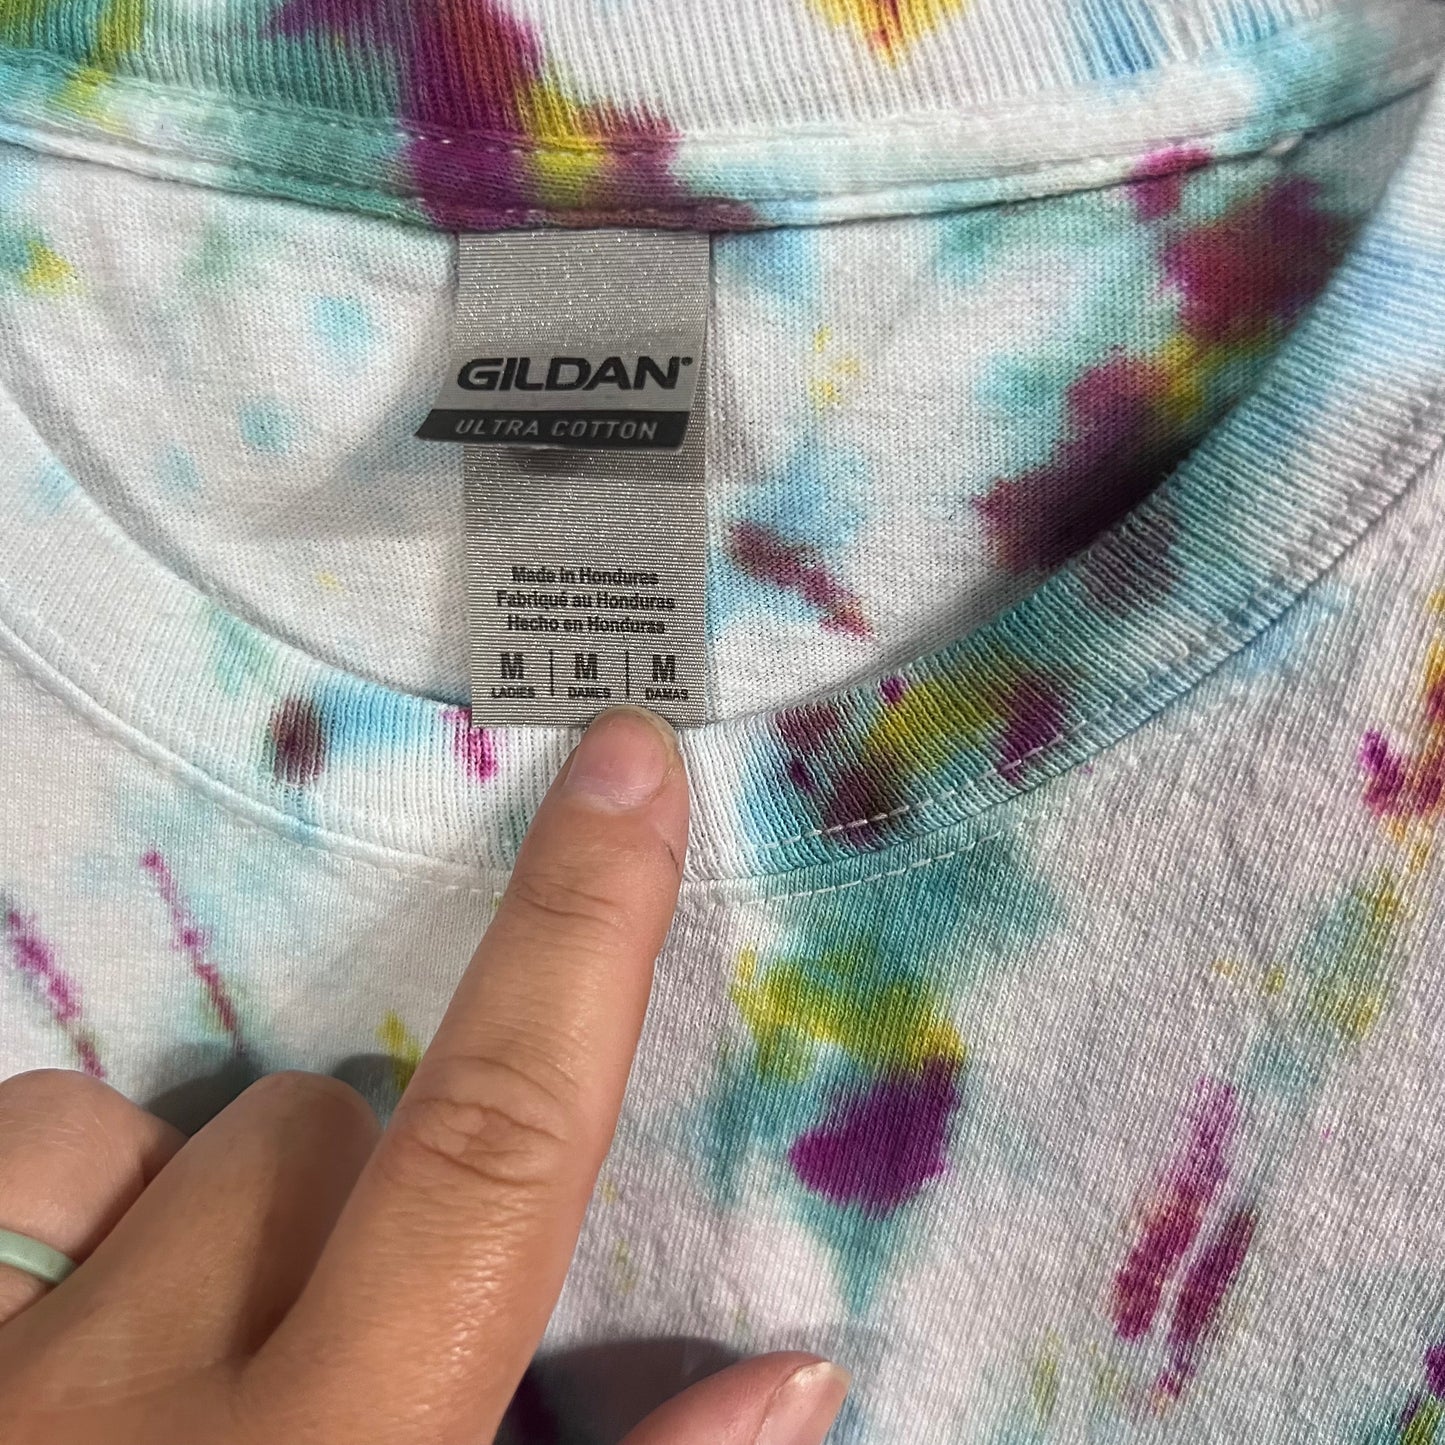 GILDAN®
ULTRA COTTON
Made in Honduras
Fabriqué au Honduras
Hecho en Honduras
M | M | M
LADIES DAMES DAMAS